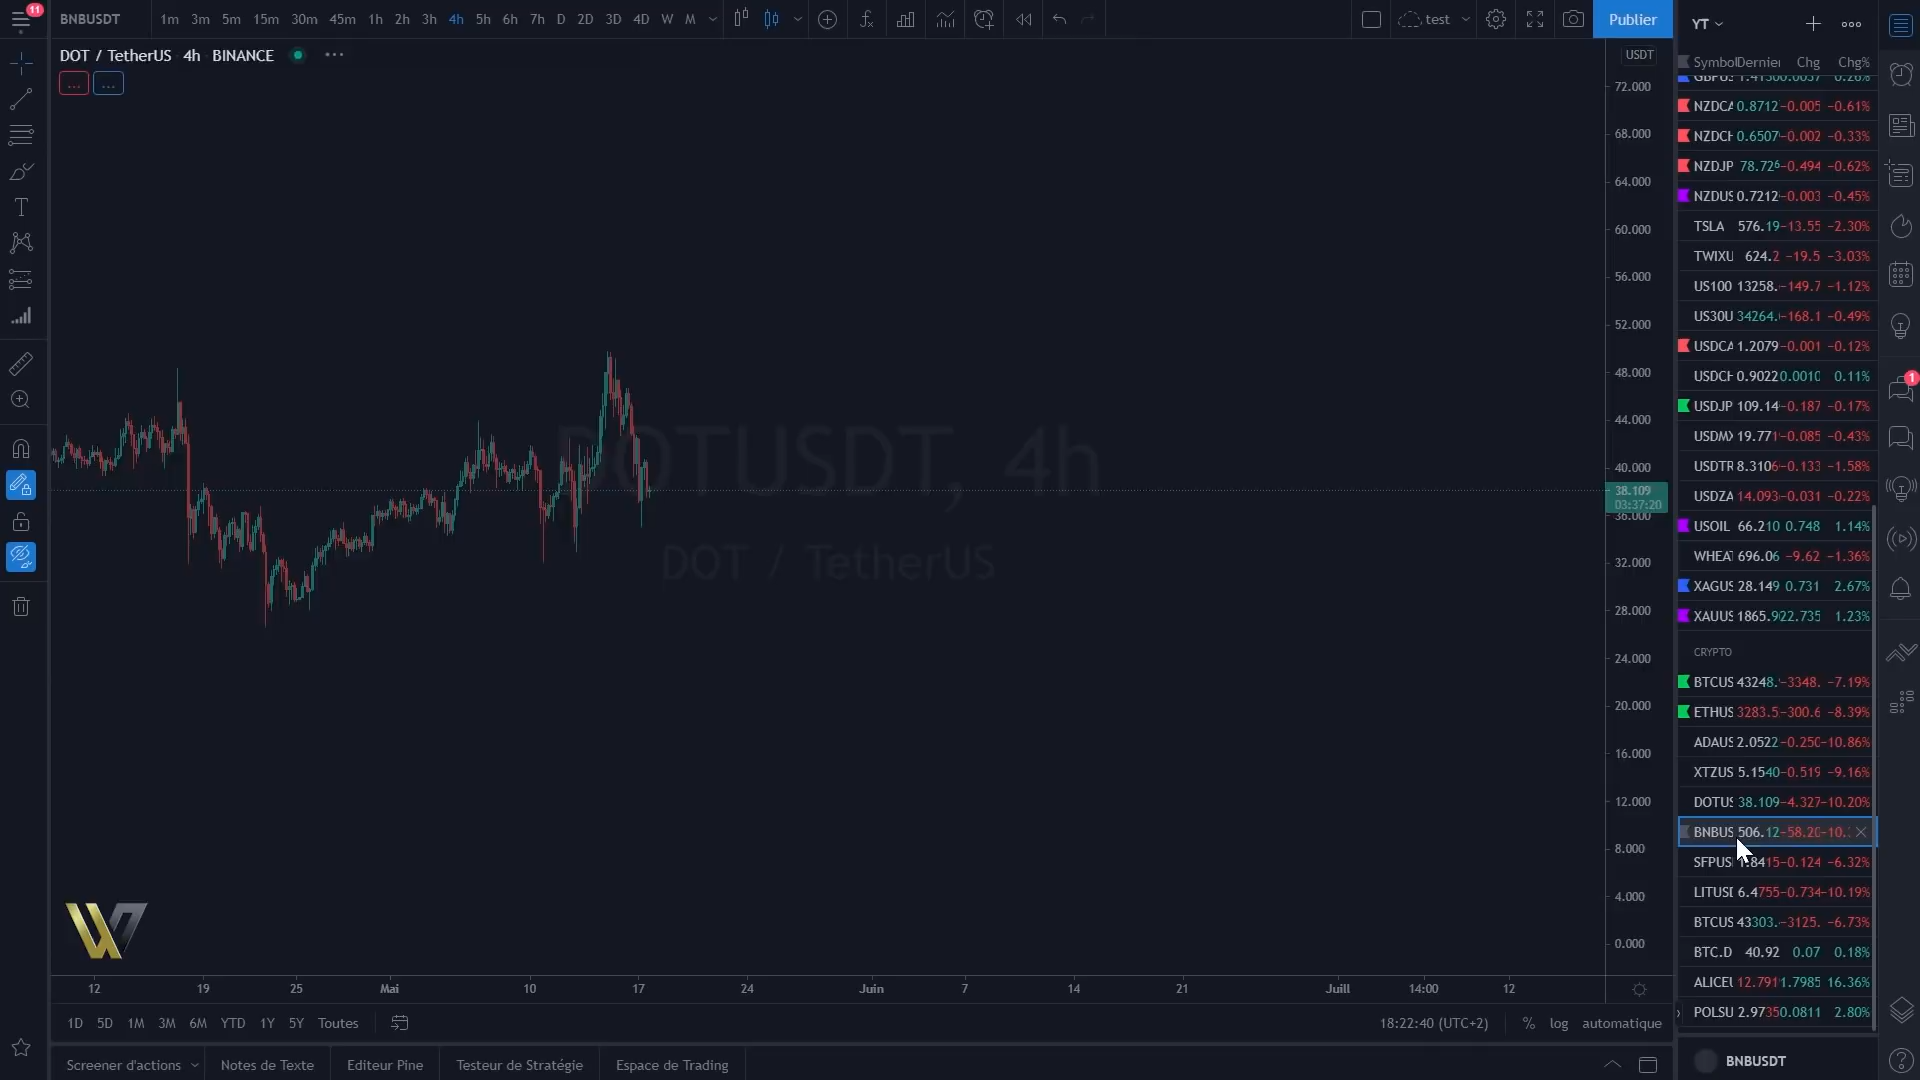 11
BNBUSDT 1m 3m 5m 15m 30m 45m 1h 2h 3h 4h 5h 6h 7h D 2D 3D 4D W M test Publier YT
DOT / TetherUS 4h BINANCE
... ...
USDT
72.000
68.000
64.000
60.000
56.000
52.000
48.000
44.000
40.000
38.109
03:37:20
36.000
32.000
28.000
24.000
20.000
16.000
12.000
8.000
4.000
0.000
DOTUSDT, 4h
DOT / TetherUS
12 19 25 Mai 10 17 24 Juin 7 14 21 Juill 14:00 12
1D 5D 1M 3M 6M YTD 1Y 5Y Toutes 18:22:40 (UTC+2) % log automatique
Screener d'actions Notes de Texte Editeur Pine Testeur de Stratégie Espace de Trading
Symbol Dernier Chg Chg%
NZDCA 0.8712 -0.005 -0.61%
NZDCH 0.6507 -0.002 -0.33%
NZDJP 78.726 -0.494 -0.62%
NZDUS 0.7212 -0.003 -0.45%
TSLA 576.19 -13.55 -2.30%
TWIXU 624.2 -19.5 -3.03%
US100 13258. -149.7 -1.12%
US30U 34264. -168.1 -0.49%
USDCA 1.2079 -0.001 -0.12%
USDCH 0.9022 0.0010 0.11%
USDJP 109.14 -0.187 -0.17%
USDMX 19.771 -0.085 -0.43%
USDTR 8.3106 -0.133 -1.58%
USDZA 14.093 -0.031 -0.22%
USOIL 66.210 0.748 1.14%
WHEAT 696.06 -9.62 -1.36%
XAGUS 28.149 0.731 2.67%
XAUUS 1865.90 22.735 1.23%
CRYPTO
BTCUS 43248. -3348. -7.19%
ETHUS 3283.5 -300.6 -8.39%
ADAUS 2.0522 -0.250 -10.86%
XTZUS 5.1540 -0.519 -9.16%
DOTUS 38.109 -4.327 -10.20%
BNBUS 506.12 -58.20 -10.
SFPUSI 8415 -0.124 -6.32%
LITUSD 6.4755 -0.734 -10.19%
BTCUS 43303. -3125. -6.73%
BTC.D 40.92 0.07 0.18%
ALICEU 12.791 1.7985 16.36%
POLSU 2.9735 0.0811 2.80%
BNBUSDT
1